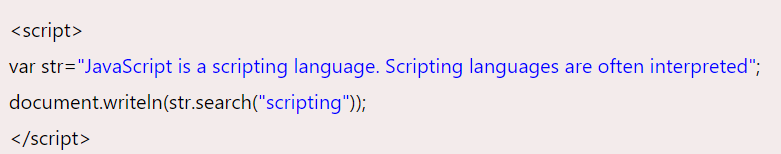 <script>
var str="JavaScript is a scripting language. Scripting languages are often interpreted";
document.writeln(str.search("scripting"));
</script>